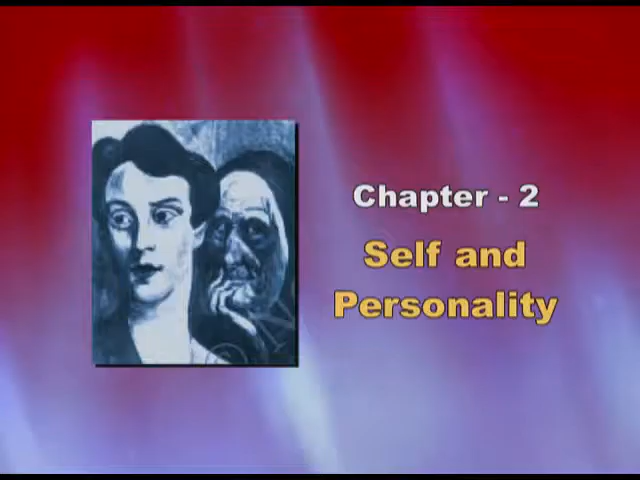 Chapter - 2
Self and
Personality